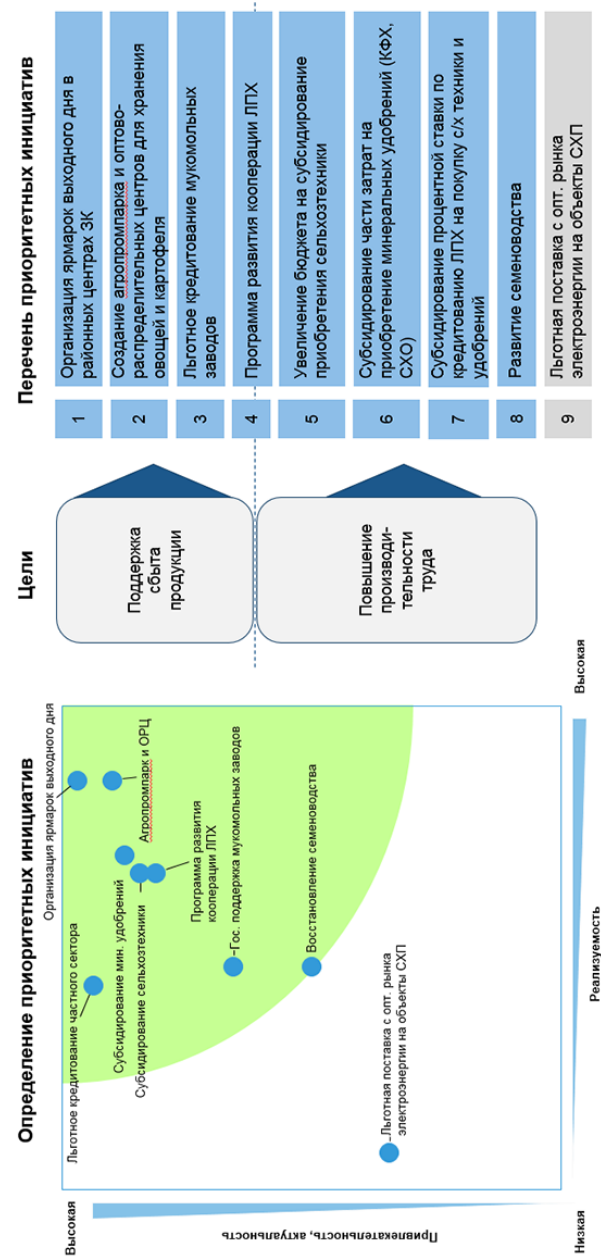 Определение приоритетных инициатив
Высокая
Привлекательность, актуальность
Низкая
Реализуемость
Высокая
Организация ярмарок выходного дня
Льготное кредитование частного сектора
Агропромпарк и ОРЦ
Субсидирование мин. удобрений
Субсидирование сельхозтехники
Программа развития
кооперации ЛПХ
Гос. поддержка мукомольных заводов
Восстановление семеноводства
Льготная поставка с опт. рынка
электроэнергии на объекты СХП
Цели
Поддержка
сбыта
продукции
Повышение
производи-
тельности
труда
Перечень приоритетных инициатив
1
Организация ярмарок выходного дня в
районных центрах ЗК
2
Создание агропромпарка и оптово-
распределительных центров для хранения
овощей и картофеля
3
Льготное кредитование мукомольных
заводов
4
Программа развития кооперации ЛПХ
5
Увеличение бюджета на субсидирование
приобретения сельхозтехники
6
Субсидирование части затрат на
приобретение минеральных удобрений (КФХ,
СХО)
7
Субсидирование процентной ставки по
кредитованию ЛПХ на покупку с/х техники и
удобрений
8
Развитие семеноводства
9
Льготная поставка с опт. рынка
электроэнергии на объекты СХП